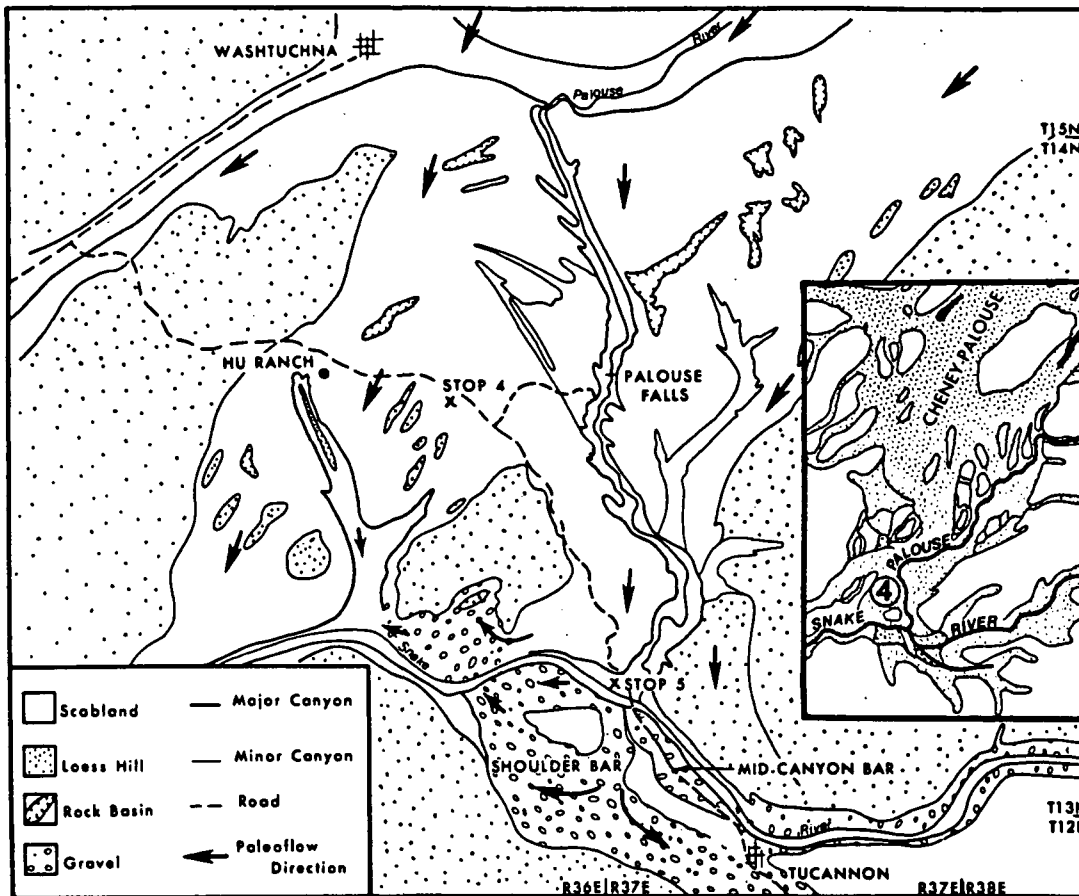 WASHTUCHNA
River
Palouse
T15N
T14N
HU RANCH
STOP 4
X
PALOUSE
FALLS
CHENEY-PALOUSE
PALOUSE
4
SNAKE RIVER
Snake
X STOP 5
SHOULDER BAR
MID-CANYON BAR
River
TUCANNON
T13
T12
R36E|R37E
R37E|R38E
Scabland
Major Canyon
Loess Hill
Minor Canyon
Rock Basin
Road
Gravel
Paleoflow
Direction